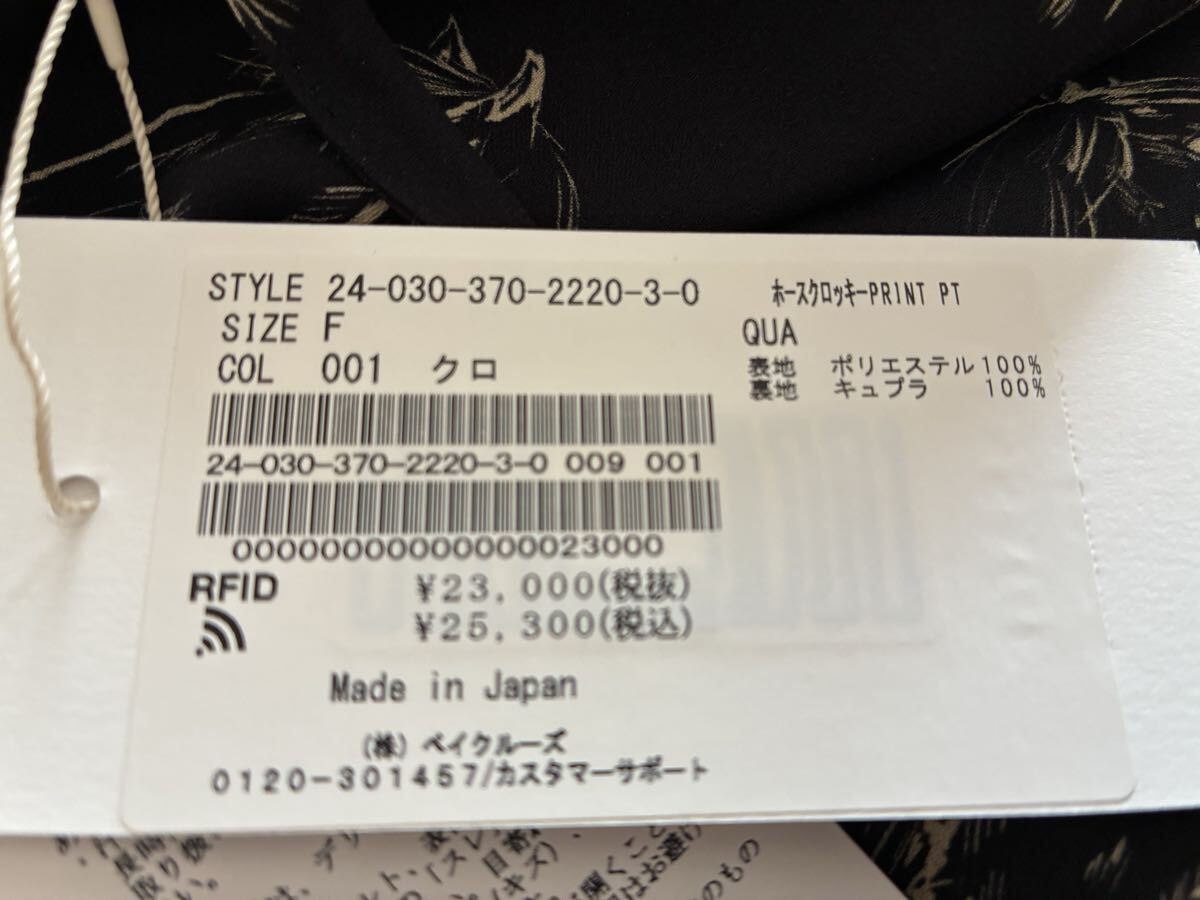 STYLE 24-030-370-2220-3-0 ホースクロッキーPRINT PT
SIZE F QUA
COL 001 クロ 表地 ポリエステル100%
裏地 キュプラ 100%
24-030-370-2220-3-0 009 001
00000000000000023000
RFID ¥23,000(税抜)
¥25,300(税込)
Made in Japan
(株) ベイクルーズ
0120-301457/カスタマーサポート